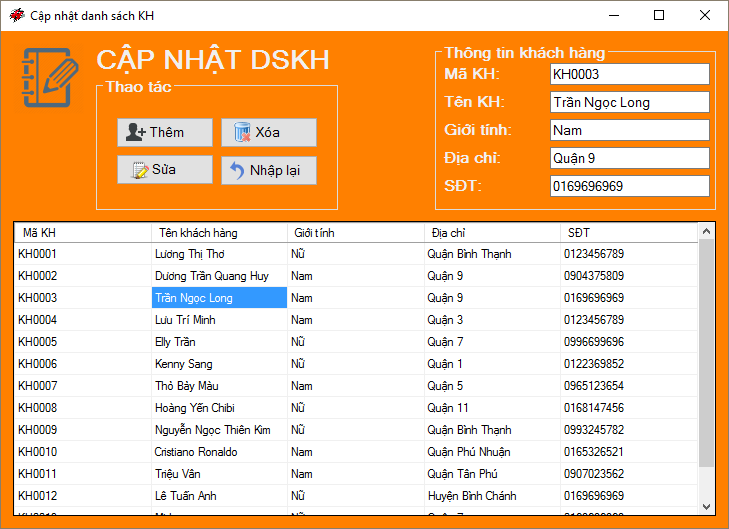 Cập nhật danh sách KH
CẬP NHẬT DSKH
Thao tác
Thêm
Xóa
Sửa
Nhập lại
Thông tin khách hàng
Mã KH: KH0003
Tên KH: Trần Ngọc Long
Giới tính: Nam
Địa chỉ: Quận 9
SĐT: 0169696969
Mã KH Tên khách hàng Giới tính Địa chỉ SĐT
KH0001 Lương Thị Thơ Nữ Quận Bình Thạnh 0123456789
KH0002 Dương Trần Quang Huy Nam Quận 9 0904375809
KH0003 Trần Ngọc Long Nam Quận 9 0169696969
KH0004 Lưu Trí Minh Nam Quận 3 0123456789
KH0005 Elly Trần Nữ Quận 7 0996699696
KH0006 Kenny Sang Nữ Quận 1 0122369852
KH0007 Thỏ Bảy Màu Nam Quận 5 0965123654
KH0008 Hoàng Yến Chibi Nữ Quận 11 0168147456
KH0009 Nguyễn Ngọc Thiên Kim Nữ Quận Bình Thạnh 0993245782
KH0010 Cristiano Ronaldo Nam Quận Phú Nhuận 0165326521
KH0011 Triệu Vân Nam Quận Tân Phú 0907023562
KH0012 Lê Tuấn Anh Nữ Huyện Bình Chánh 0169696969